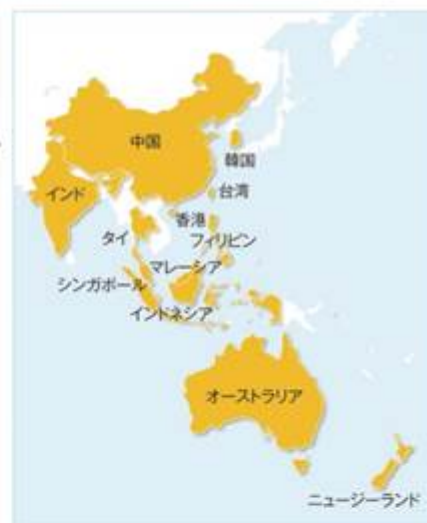 中国
韓国
インド
台湾
香港
タイ
フィリピン
マレーシア
シンガポール
インドネシア
オーストラリア
ニュージーランド